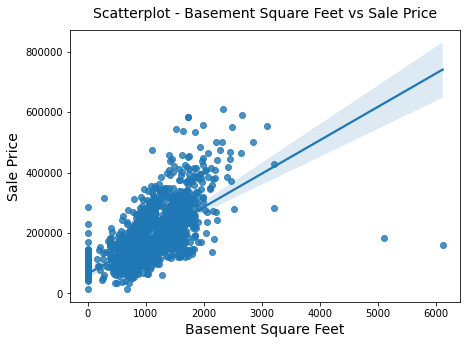 Scatterplot - Basement Square Feet vs Sale Price
800000
600000
400000
200000
0
Sale Price
0 1000 2000 3000 4000 5000 6000
Basement Square Feet